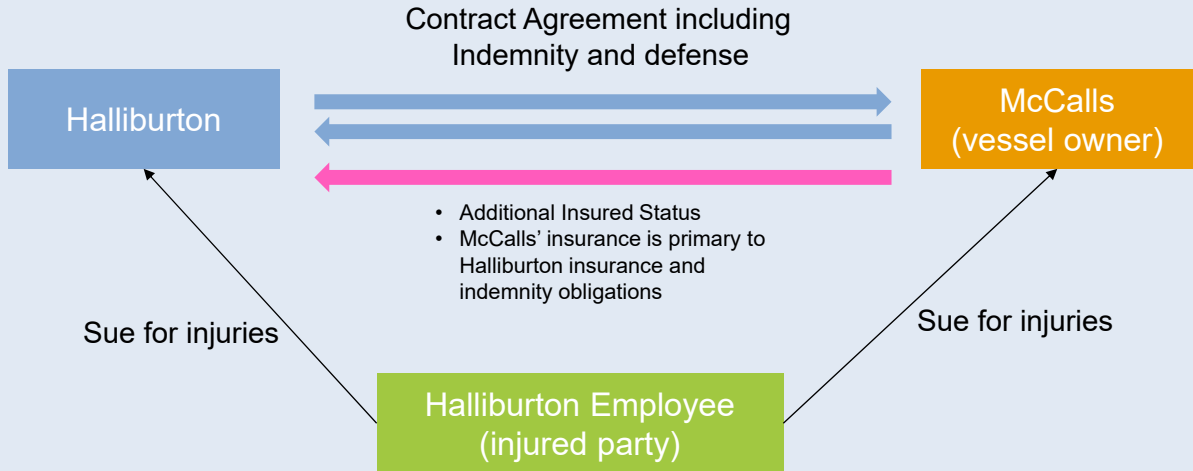 Contract Agreement including
Indemnity and defense
Halliburton
McCalls
(vessel owner)
• Additional Insured Status
• McCalls’ insurance is primary to
Halliburton insurance and
indemnity obligations
Sue for injuries
Sue for injuries
Halliburton Employee
(injured party)